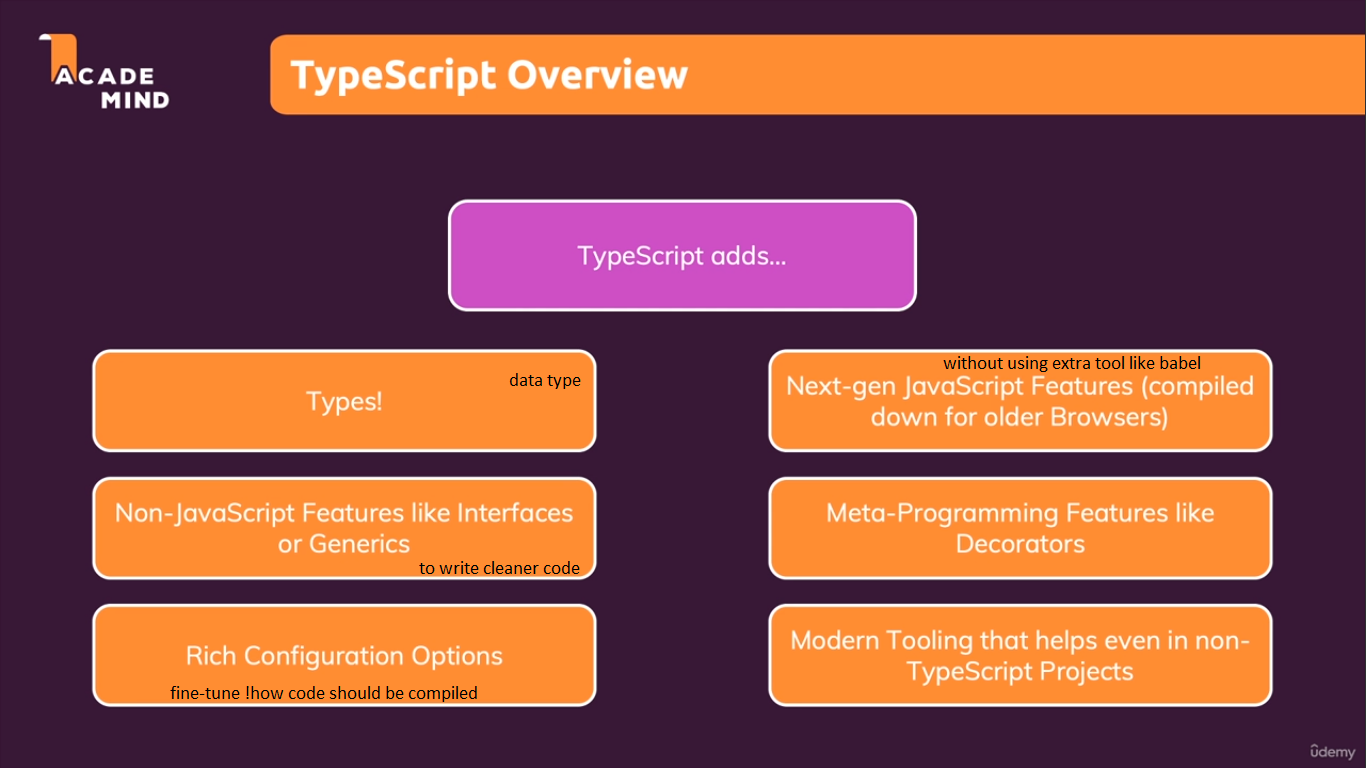 ACADE
MIND
TypeScript Overview
TypeScript adds...
data type
Types!
without using extra tool like babel
Next-gen JavaScript Features (compiled
down for older Browsers)
Non-JavaScript Features like Interfaces
or Generics
to write cleaner code
Meta-Programming Features like
Decorators
Rich Configuration Options
fine-tune !how code should be compiled
Modern Tooling that helps even in non-
TypeScript Projects
ûdemy